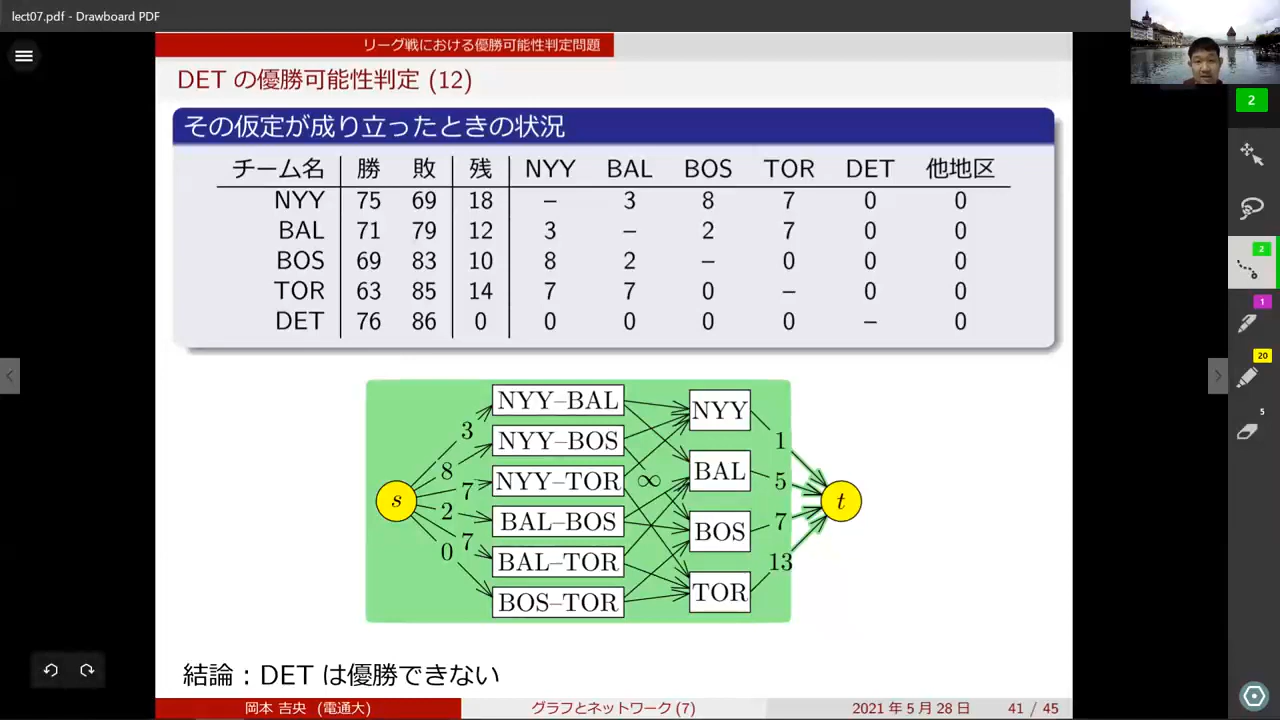 lect07.pdf - Drawboard PDF
リーグ戦における優勝可能性判定問題
DET の優勝可能性判定 (12)
その仮定が成り立ったときの状況
チーム名 勝 敗 残 NYY BAL BOS TOR DET 他地区
NYY 75 69 18 – 3 8 7 0 0
BAL 71 79 12 3 – 2 7 0 0
BOS 69 83 10 8 2 – 0 0 0
TOR 63 85 14 7 7 0 – 0 0
DET 76 86 0 0 0 0 0 – 0
s
3
8
7
2
7
0
NYY–BAL
NYY–BOS
NYY–TOR
BAL–BOS
BAL–TOR
BOS–TOR
∞
NYY
BAL
BOS
TOR
1
5
7
13
t
結論：DET は優勝できない
岡本 吉央 (電通大) グラフとネットワーク (7) 2021 年 5 月 28 日 41 / 45
2
2
1
20
5